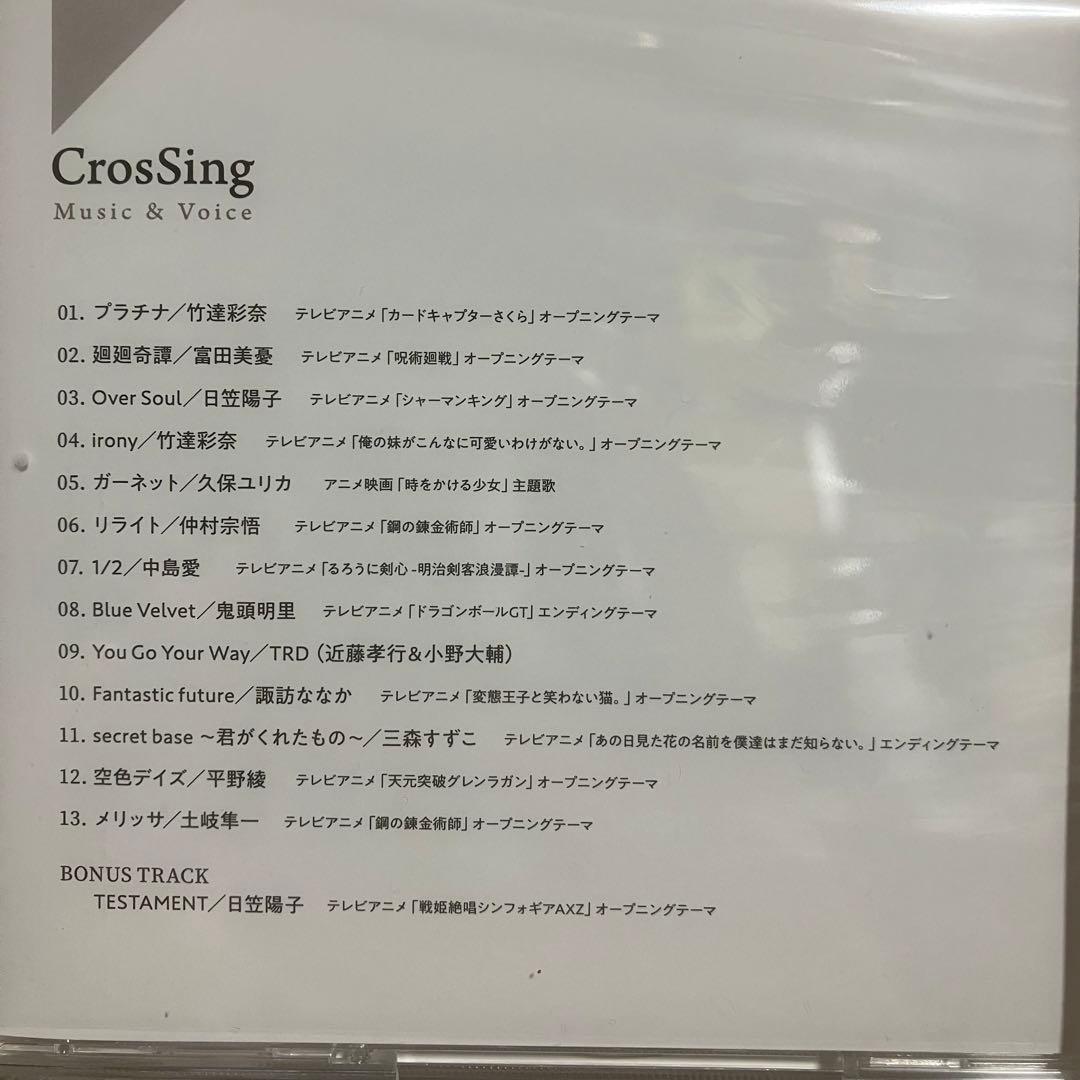 CrosSing
Music & Voice
01. プラチナ／竹達彩奈 テレビアニメ「カードキャプターさくら」オープニングテーマ
02. 廻廻奇譚／富田美憂 テレビアニメ「呪術廻戦」オープニングテーマ
03. Over Soul／日笠陽子 テレビアニメ「シャーマンキング」オープニングテーマ
04. irony／竹達彩奈 テレビアニメ「俺の妹がこんなに可愛いわけがない。」オープニングテーマ
05. ガーネット／久保ユリカ アニメ映画「時をかける少女」主題歌
06. リライト／仲村宗悟 テレビアニメ「鋼の錬金術師」オープニングテーマ
07. 1/2／中島愛 テレビアニメ「るろうに剣心 -明治剣客浪漫譚-」オープニングテーマ
08. Blue Velvet／鬼頭明里 テレビアニメ「ドラゴンボールGT」エンディングテーマ
09. You Go Your Way／TRD（近藤孝行＆小野大輔）
10. Fantastic future／諏訪ななか テレビアニメ「変態王子と笑わない猫。」オープニングテーマ
11. secret base ～君がくれたもの～／三森すずこ テレビアニメ「あの日見た花の名前を僕達はまだ知らない。」エンディングテーマ
12. 空色デイズ／平野綾 テレビアニメ「天元突破グレンラガン」オープニングテーマ
13. メリッサ／土岐隼一 テレビアニメ「鋼の錬金術師」オープニングテーマ
BONUS TRACK
TESTAMENT／日笠陽子 テレビアニメ「戦姫絶唱シンフォギアAXZ」オープニングテーマ